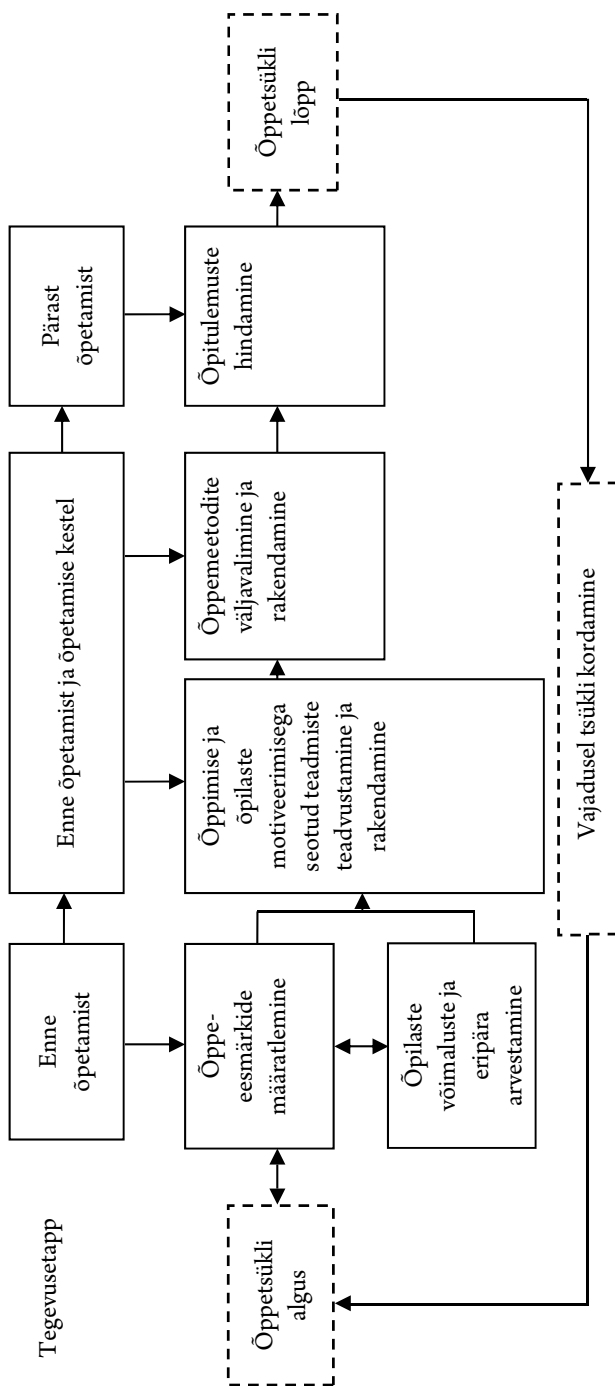 Tegevusetapp
Enne
õpetamist
Enne õpetamist ja õpetamise kestel
Pärast
õpetamist
Õppetsükli
algus
Õppe-
eesmärkide
määratlemine
Õpilaste
võimaluste ja
eripära
arvestamine
Õppimise ja
õpilaste
motiveerimisega
seotud teadmiste
teadvustamine ja
rakendamine
Õppemeetodite
väljavalimine ja
rakendamine
Õpitulemuste
hindamine
Õppetsükli
lõpp
Vajadusel tsükli kordamine